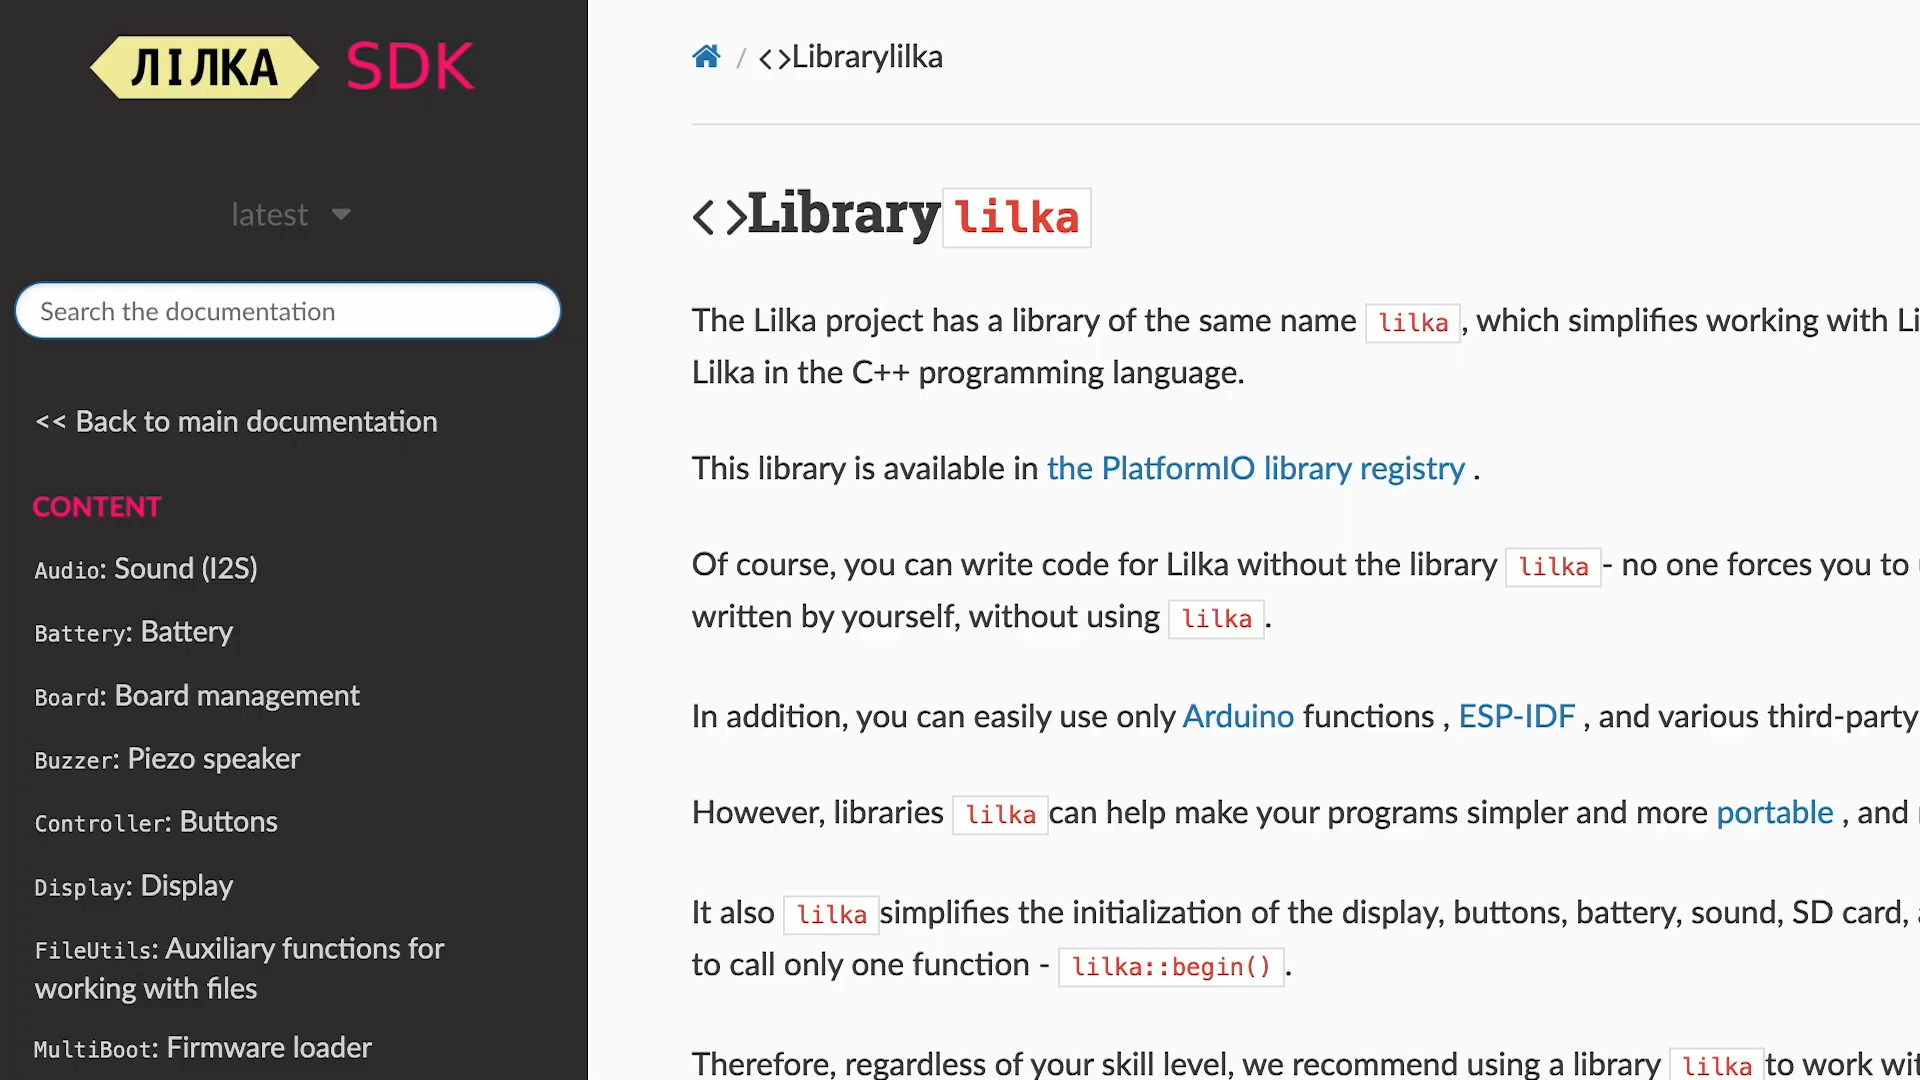 ЛІЛКА SDK
latest
Search the documentation
<< Back to main documentation
CONTENT
Audio: Sound (I2S)
Battery: Battery
Board: Board management
Buzzer: Piezo speaker
Controller: Buttons
Display: Display
FileUtils: Auxiliary functions for
working with files
MultiBoot: Firmware loader
/ <>Librarylilka
<>Library lilka
The Lilka project has a library of the same name lilka , which simplifies working with Li
Lilka in the C++ programming language.
This library is available in the PlatformIO library registry .
Of course, you can write code for Lilka without the library lilka - no one forces you to
written by yourself, without using lilka .
In addition, you can easily use only Arduino functions , ESP-IDF , and various third-party
However, libraries lilka can help make your programs simpler and more portable , and
It also lilka simplifies the initialization of the display, buttons, battery, sound, SD card,
to call only one function - lilka::begin() .
Therefore, regardless of your skill level, we recommend using a library lilka to work wit